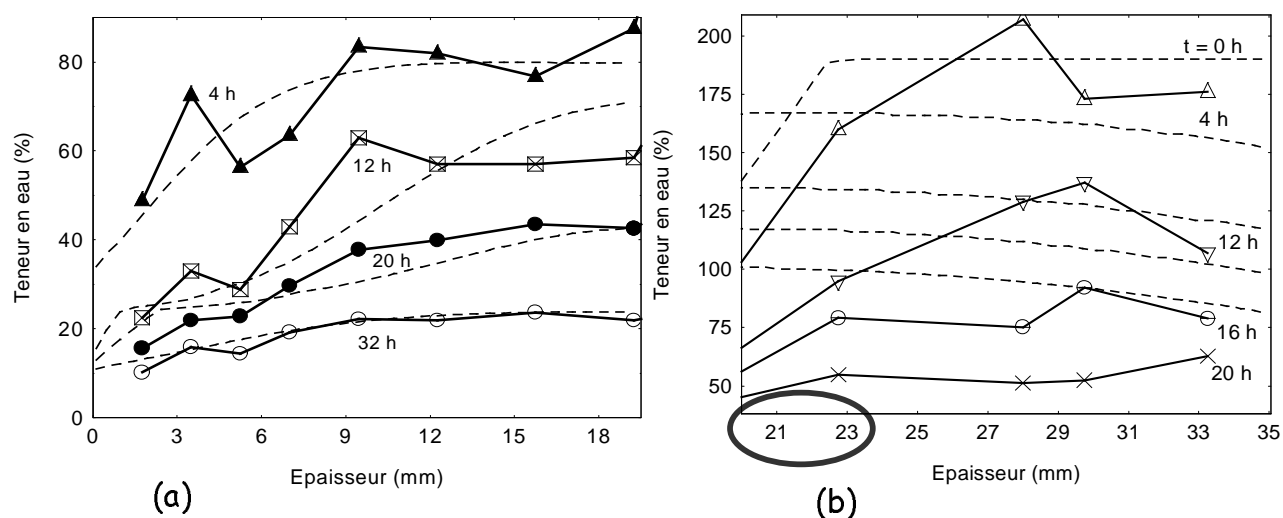 Teneur en eau (%)
80
60
40
20
0
4 h
12 h
20 h
32 h
0 3 6 9 12 15 18
Epaisseur (mm)
(a)
Teneur en eau (%)
200
175
150
125
100
75
50
t = 0 h
4 h
12 h
16 h
20 h
21 23 25 27 29 31 33 35
Epaisseur (mm)
(b)